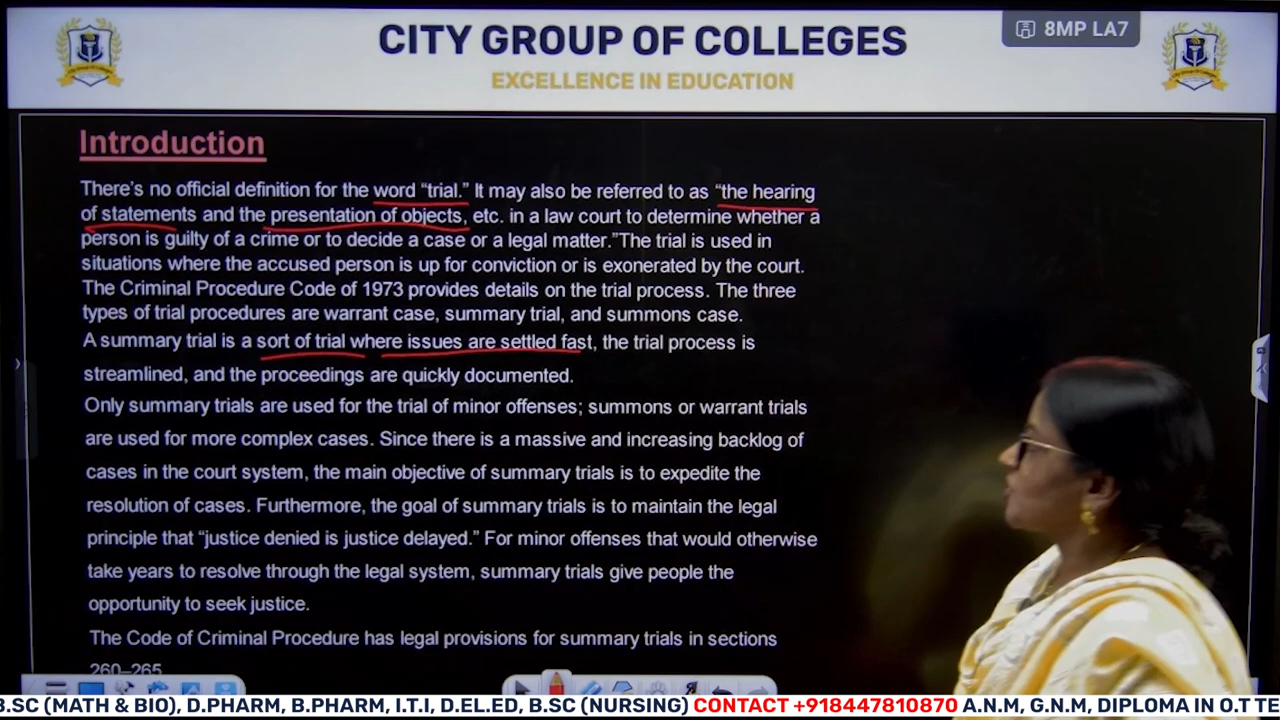 CITY GROUP OF COLLEGES
EXCELLENCE IN EDUCATION
8MP LA7
Introduction
There's no official definition for the word “trial.” It may also be referred to as “the hearing
of statements and the presentation of objects, etc. in a law court to determine whether a
person is guilty of a crime or to decide a case or a legal matter.”The trial is used in
situations where the accused person is up for conviction or is exonerated by the court.
The Criminal Procedure Code of 1973 provides details on the trial process. The three
types of trial procedures are warrant case, summary trial, and summons case.
A summary trial is a sort of trial where issues are settled fast, the trial process is
streamlined, and the proceedings are quickly documented.
Only summary trials are used for the trial of minor offenses; summons or warrant trials
are used for more complex cases. Since there is a massive and increasing backlog of
cases in the court system, the main objective of summary trials is to expedite the
resolution of cases. Furthermore, the goal of summary trials is to maintain the legal
principle that “justice denied is justice delayed.” For minor offenses that would otherwise
take years to resolve through the legal system, summary trials give people the
opportunity to seek justice.
The Code of Criminal Procedure has legal provisions for summary trials in sections
260–265
B.SC (MATH & BIO), D.PHARM, B.PHARM, I.T.I, D.EL.ED, B.SC (NURSING) CONTACT +918447810870 A.N.M, G.N.M, DIPLOMA IN O.T TE